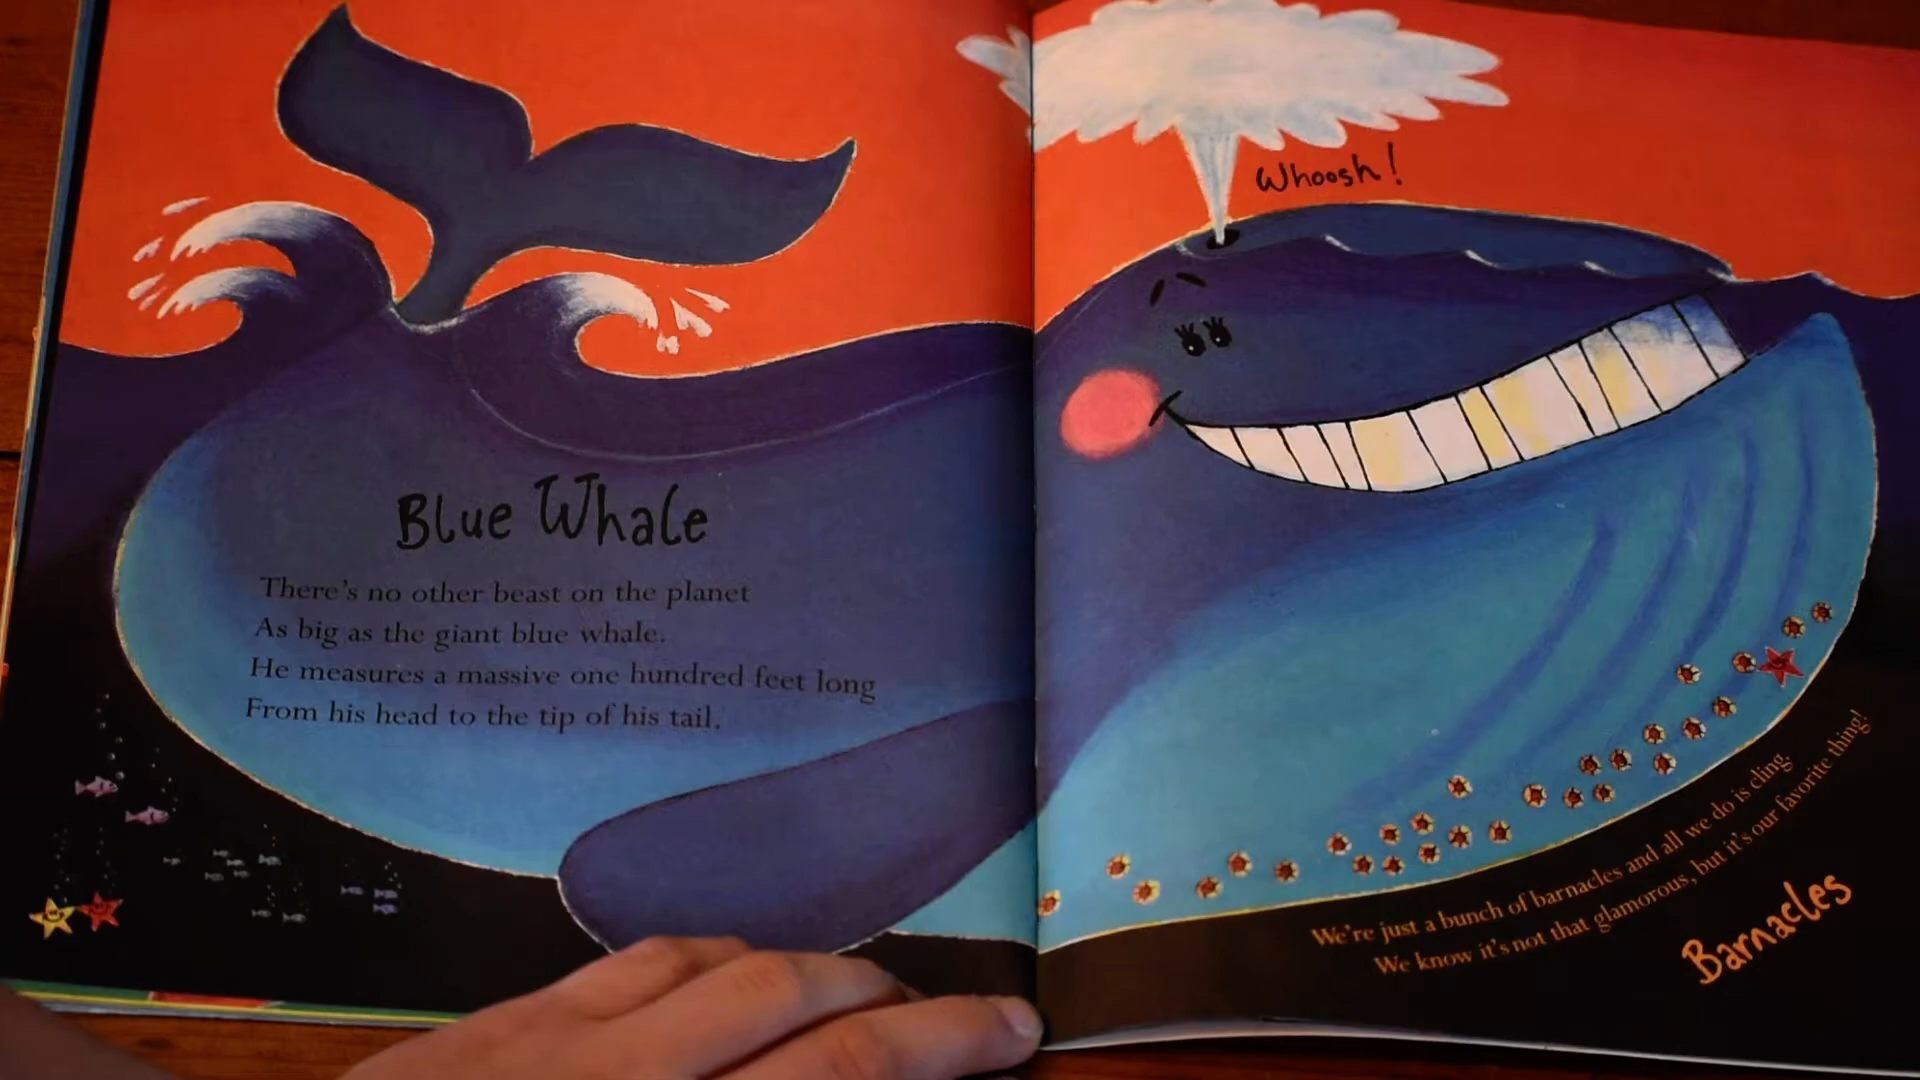 Blue Whale
There's no other beast on the planet
As big as the giant blue whale.
He measures a massive one hundred feet long
From his head to the tip of his tail.
Whoosh!
We're just a bunch of barnacles and all we do is cling
We know it's not that glamorous, but it's our favorite thing!
Barnacles